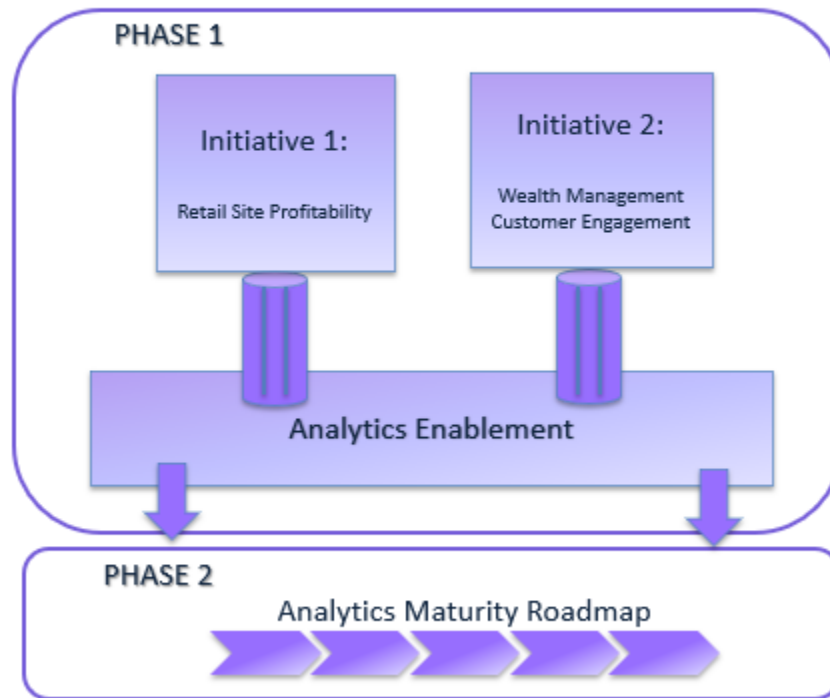 PHASE 1
Initiative 1:
Retail Site Profitability
Initiative 2:
Wealth Management
Customer Engagement
Analytics Enablement
PHASE 2
Analytics Maturity Roadmap